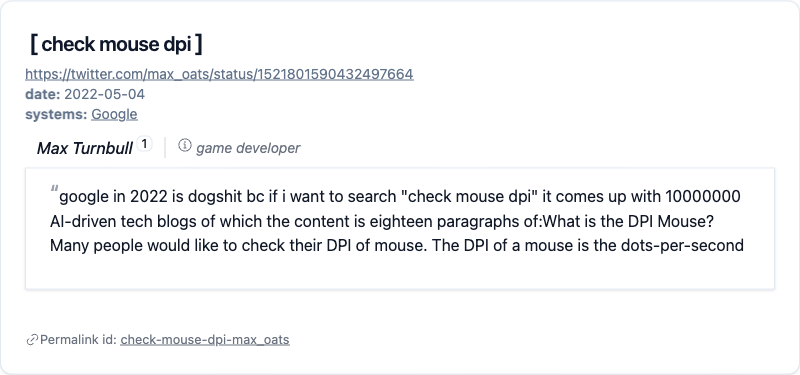 [ check mouse dpi ]
https://twitter.com/max_oats/status/1521801590432497664
date: 2022-05-04
systems: Google
Max Turnbull 1 game developer
“google in 2022 is dogshit bc if i want to search "check mouse dpi" it comes up with 10000000
AI-driven tech blogs of which the content is eighteen paragraphs of:What is the DPI Mouse?
Many people would like to check their DPI of mouse. The DPI of a mouse is the dots-per-second
Permalink id: check-mouse-dpi-max_oats